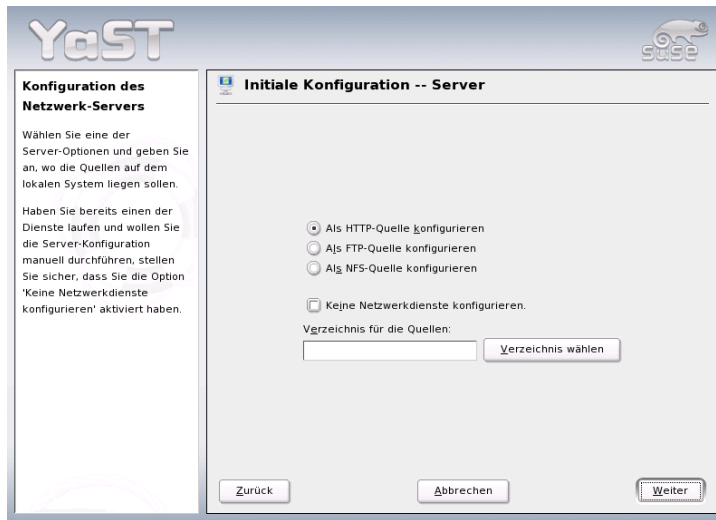 YaST
SUSE
Konfiguration des
Netzwerk-Servers
Wählen Sie eine der
Server-Optionen und geben Sie
an, wo die Quellen auf dem
lokalen System liegen sollen.
Haben Sie bereits einen der
Dienste laufen und wollen Sie
die Server-Konfiguration
manuell durchführen, stellen
Sie sicher, dass Sie die Option
'Keine Netzwerkdienste
konfigurieren' aktiviert haben.
Initiale Konfiguration -- Server
Als HTTP-Quelle konfigurieren
Als FTP-Quelle konfigurieren
Als NFS-Quelle konfigurieren
Keine Netzwerkdienste konfigurieren.
Verzeichnis für die Quellen:
Verzeichnis wählen
Zurück
Abbrechen
Weiter